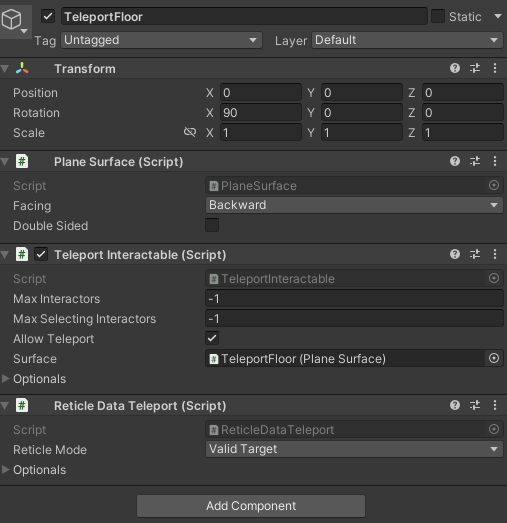 TeleportFloor Static
Tag Untagged Layer Default
Transform
Position X 0 Y 0 Z 0
Rotation X 90 Y 0 Z 0
Scale X 1 Y 1 Z 1
# Plane Surface (Script)
Script # PlaneSurface
Facing Backward
Double Sided
# Teleport Interactable (Script)
Script # TeleportInteractable
Max Interactors -1
Max Selecting Interactors -1
Allow Teleport
Surface # TeleportFloor (Plane Surface)
Optionals
# Reticle Data Teleport (Script)
Script # ReticleDataTeleport
Reticle Mode Valid Target
Optionals
Add Component